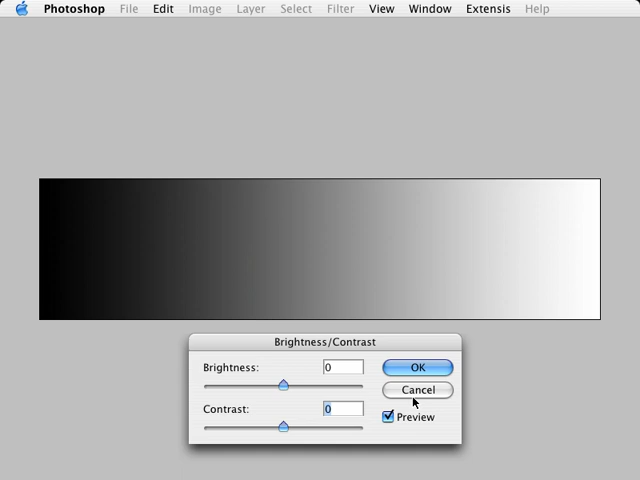 Photoshop File Edit Image Layer Select Filter View Window Extensis Help
Brightness/Contrast
Brightness: 0 OK
Cancel
Contrast: 0
Preview